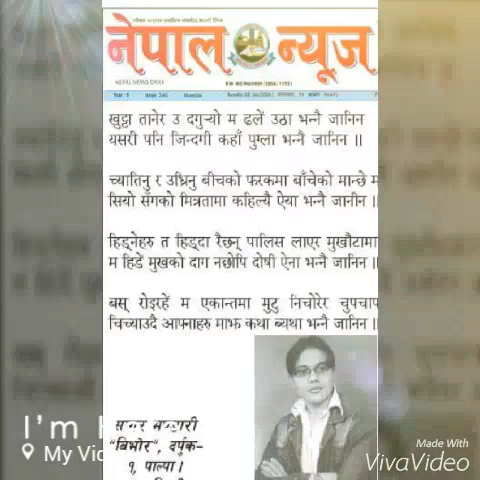 नेपाल न्यूज
NEPAL NEWS DAILY
खुट्टा तानेर उ दगुर्‍यो म ढलें उठा भन्नै जानिन
यसरी पनि जिन्दगी कहाँ पुग्ला भन्नै जानिन ॥
च्यातिनु र उध्रिनु बीचको फरकमा बाँचेको मान्छे म
सियो सँगको मित्रतामा कहिल्यै ऐया भन्नै जानीन ।
हिड्नेहरु त हिड्दा रैछन् पालिस लाएर मुखौटामा
म हिडें मुखको दाग नछोपि दोषी ऐना भन्नै जानिन ।
बस् रोइरहें म एकान्तमा मुटु निचोरेर चुपचाप
चिच्याउदै आफ्नाहरु माझ कथा ब्यथा भन्नै जानिन ।
"बिभोर", दर्पुक-
१, पाल्पा ।
I'm
My Vid
Made With
VivaVideo